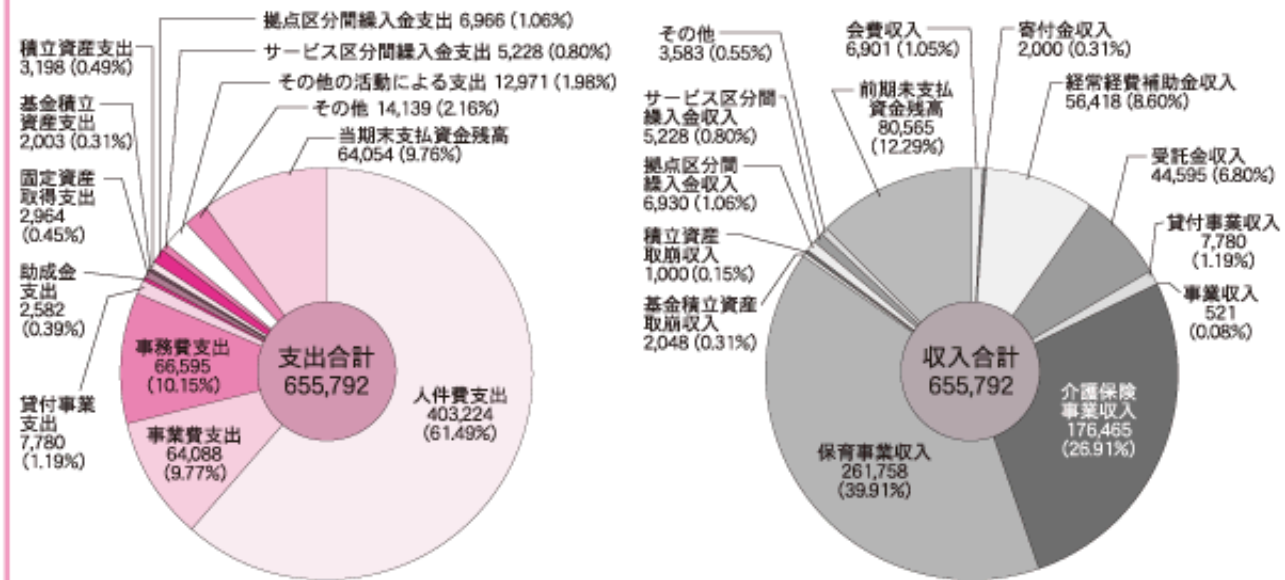 拠点区分間繰入金支出 6,966 (1.06%)
積立資産支出
3,198 (0.49%)
サービス区分間繰入金支出 5,228 (0.80%)
その他の活動による支出 12,971 (1.98%)
基金積立
資産支出
2,003 (0.31%)
その他 14,139 (2.16%)
当期末支払資金残高
64,054 (9.76%)
固定資産
取得支出
2,964
(0.45%)
助成金
支出
2,582
(0.39%)
貸付事業
支出
7,780
(1.19%)
事務費支出
66,595
(10.15%)
事業費支出
64,088
(9.77%)
支出合計
655,792
人件費支出
403,224
(61.49%)
その他
3,583 (0.55%)
会費収入
6,901 (1.05%)
寄付金収入
2,000 (0.31%)
前期末支払
資金残高
80,565
(12.29%)
経常経費補助金収入
56,418 (8.60%)
サービス区分間
繰入金収入
5,228 (0.80%)
受託金収入
44,595 (6.80%)
拠点区分間
繰入金収入
6,930 (1.06%)
貸付事業収入
7,780
(1.19%)
積立資産
取崩収入
1,000 (0.15%)
事業収入
521
(0.08%)
基金積立資産
取崩収入
2,048 (0.31%)
収入合計
655,792
介護保険
事業収入
176,465
(26.91%)
保育事業収入
261,758
(39.91%)